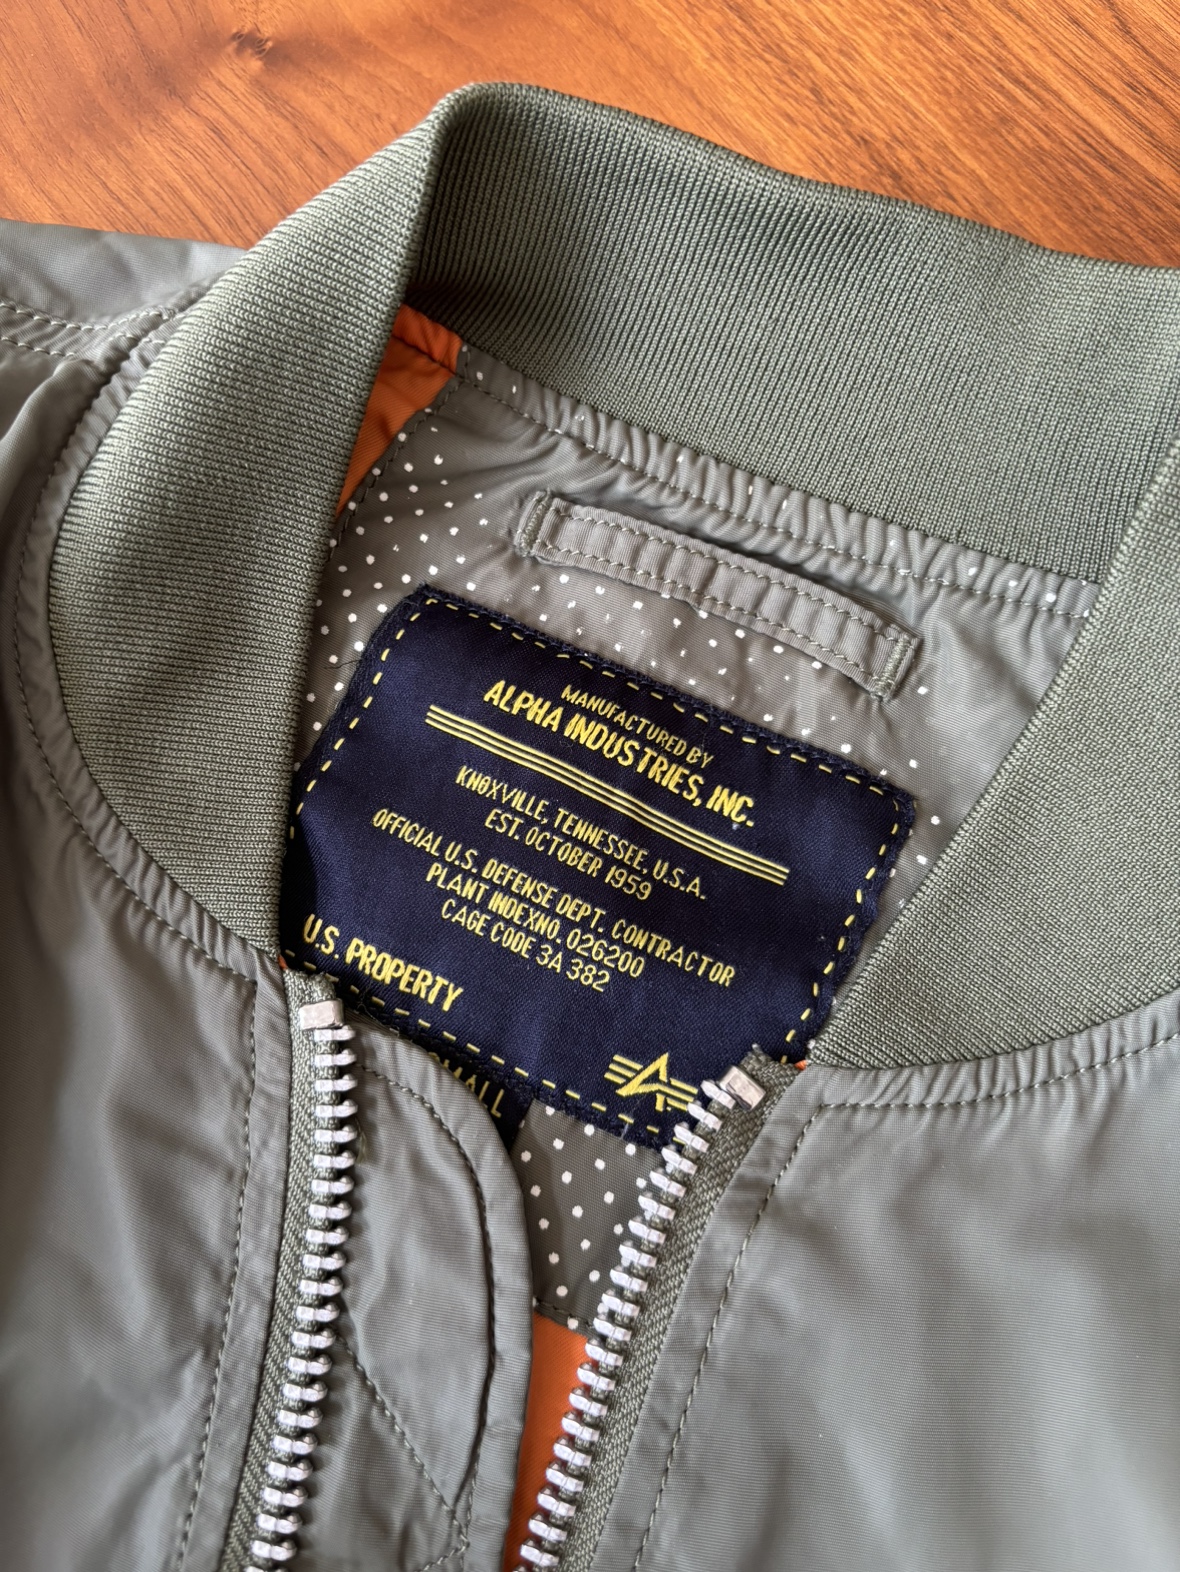 MANUFACTURED BY
ALPHA INDUSTRIES, INC.
KNOXVILLE, TENNESSEE, U.S.A.
EST. OCTOBER 1959
OFFICIAL U.S. DEFENSE DEPT. CONTRACTOR
PLANT INDEXNO. 026200
CAGE CODE 3A 382
U.S. PROPERTY